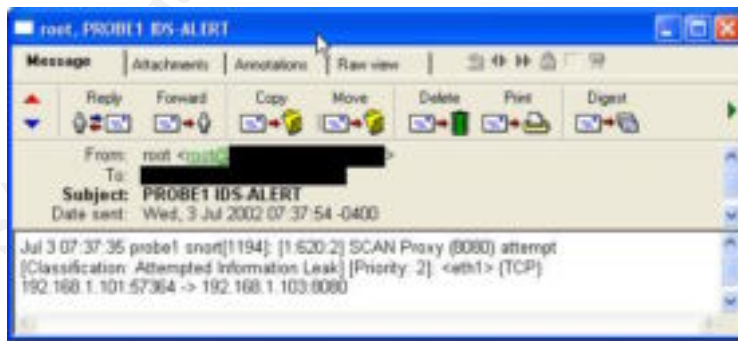 root, PROBE1 IDS-ALERT
Message Attachments Annotations Raw view
Reply Forward Copy Move Delete Print Digest
From: root <root@ >
To:
Subject: PROBE1 IDS-ALERT
Date sent: Wed, 3 Jul 2002 07:37:54 -0400
Jul 3 07:37:35 probe1 snort[1194]: [1:620:2] SCAN Proxy (8080) attempt
[Classification: Attempted Information Leak] [Priority: 2]: <eth1> {TCP}
192.168.1.101:57364 -> 192.168.1.103:8080